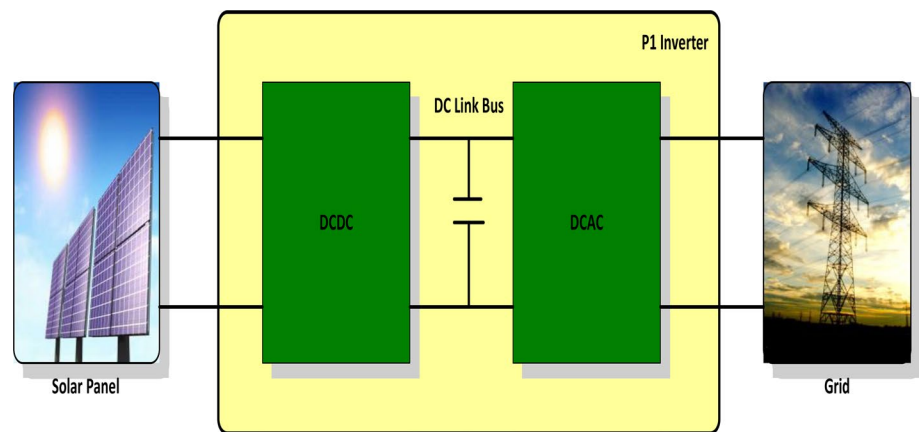 P1 Inverter
DC Link Bus
DCDC
DCAC
Solar Panel
Grid